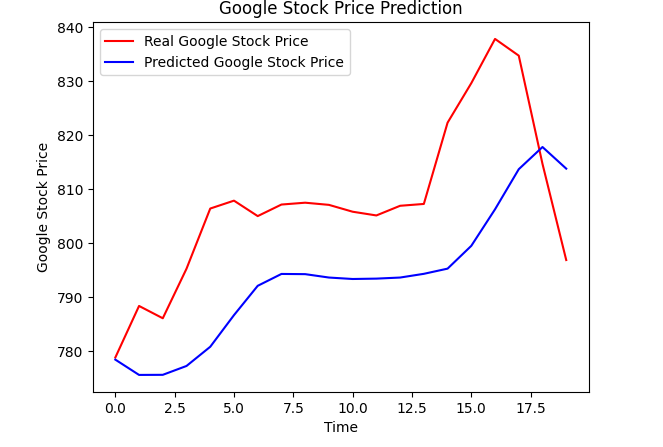 Google Stock Price Prediction
Real Google Stock Price
Predicted Google Stock Price
Google Stock Price
840
830
820
810
800
790
780
0.0 2.5 5.0 7.5 10.0 12.5 15.0 17.5
Time